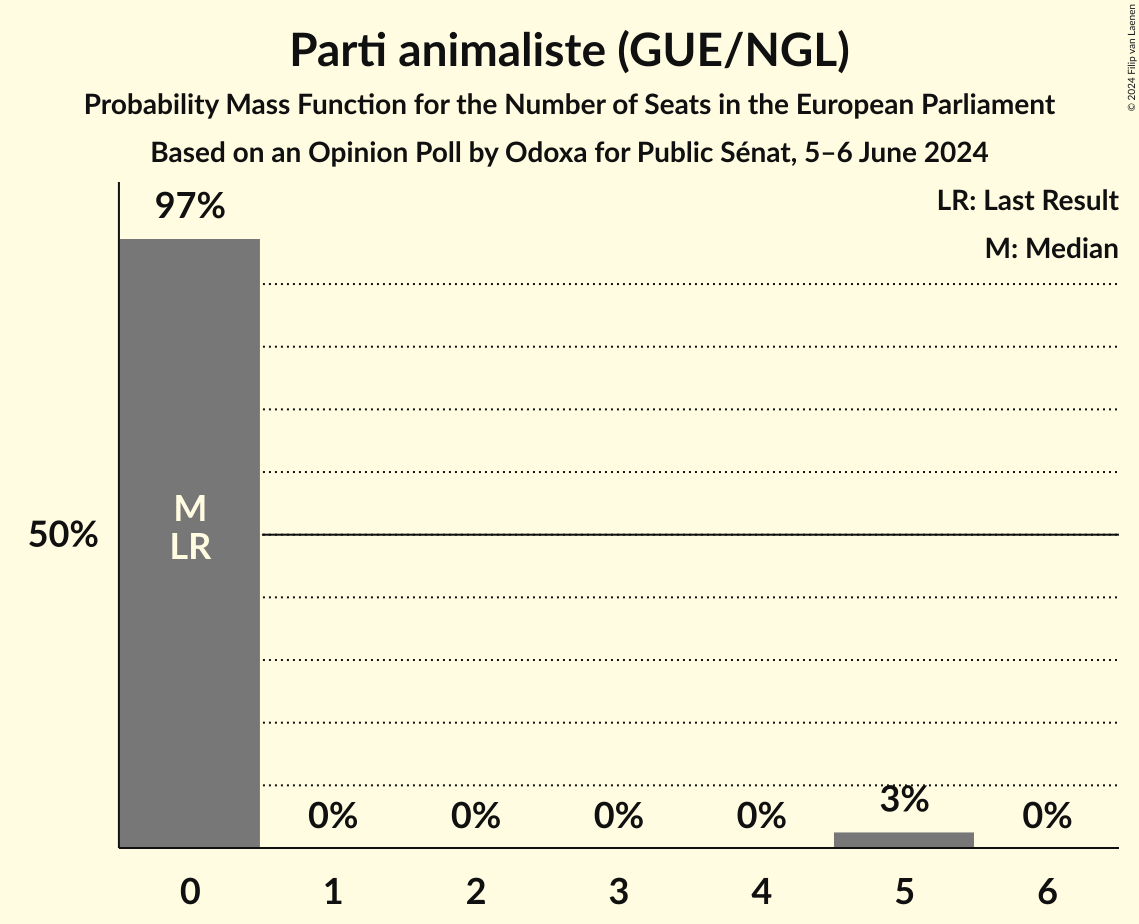 Parti animaliste (GUE/NGL)
Probability Mass Function for the Number of Seats in the European Parliament
Based on an Opinion Poll by Odoxa for Public Sénat, 5–6 June 2024
© 2024 Filip van Laenen
LR: Last Result
M: Median
97%
M
LR
50%
0%
0%
0%
0%
3%
0%
0
1
2
3
4
5
6